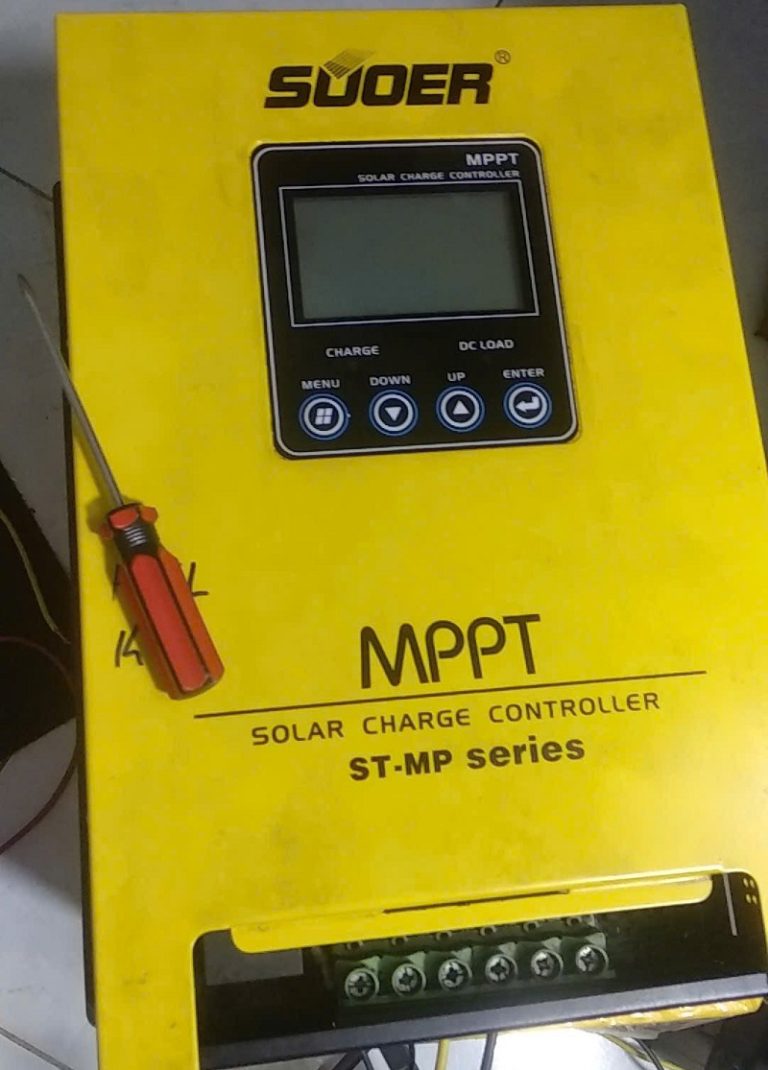 SUOER®
MPPT
SOLAR CHARGE CONTROLLER
CHARGE DC LOAD
MENU DOWN UP ENTER
MPPT
SOLAR CHARGE CONTROLLER
ST-MP series